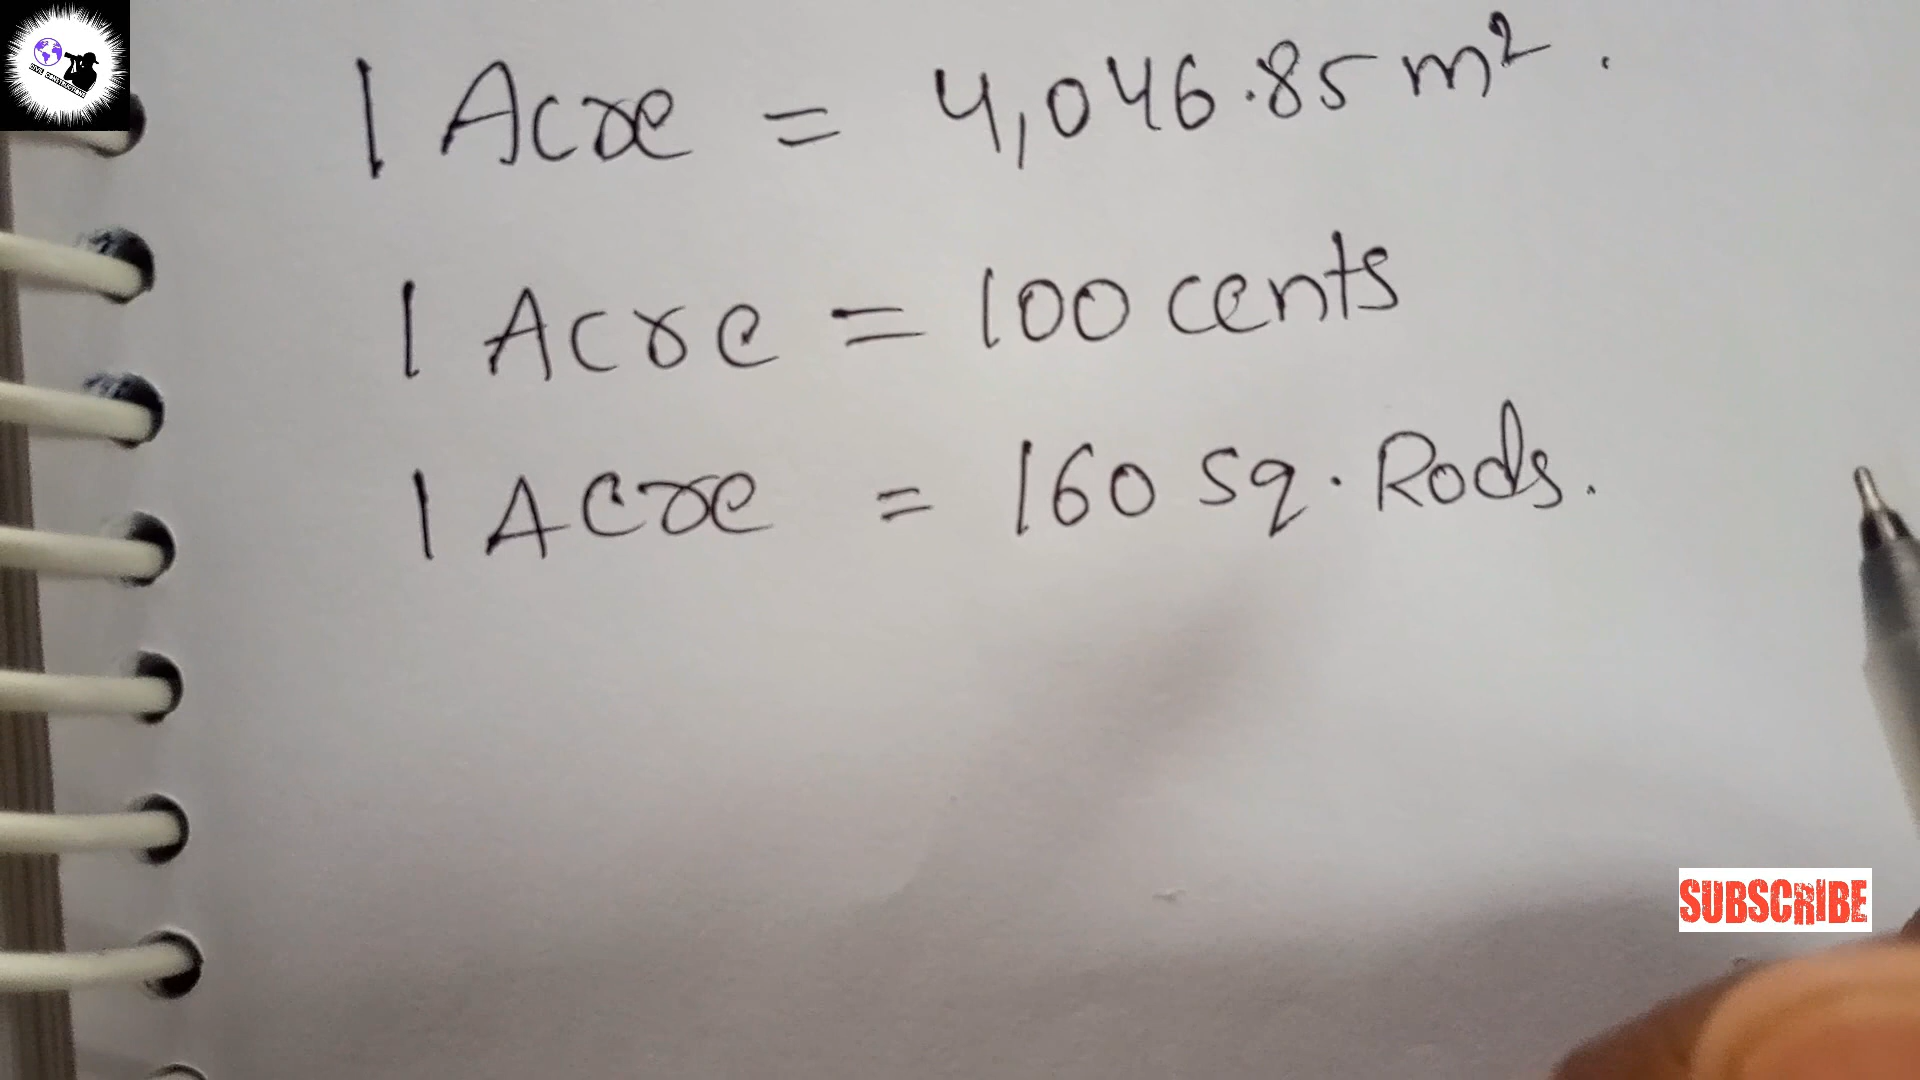 1 Acre = 4,046.85 m².
1 Acre = 100 cents
1 Acre = 160 Sq. Rods.
SUBSCRIBE